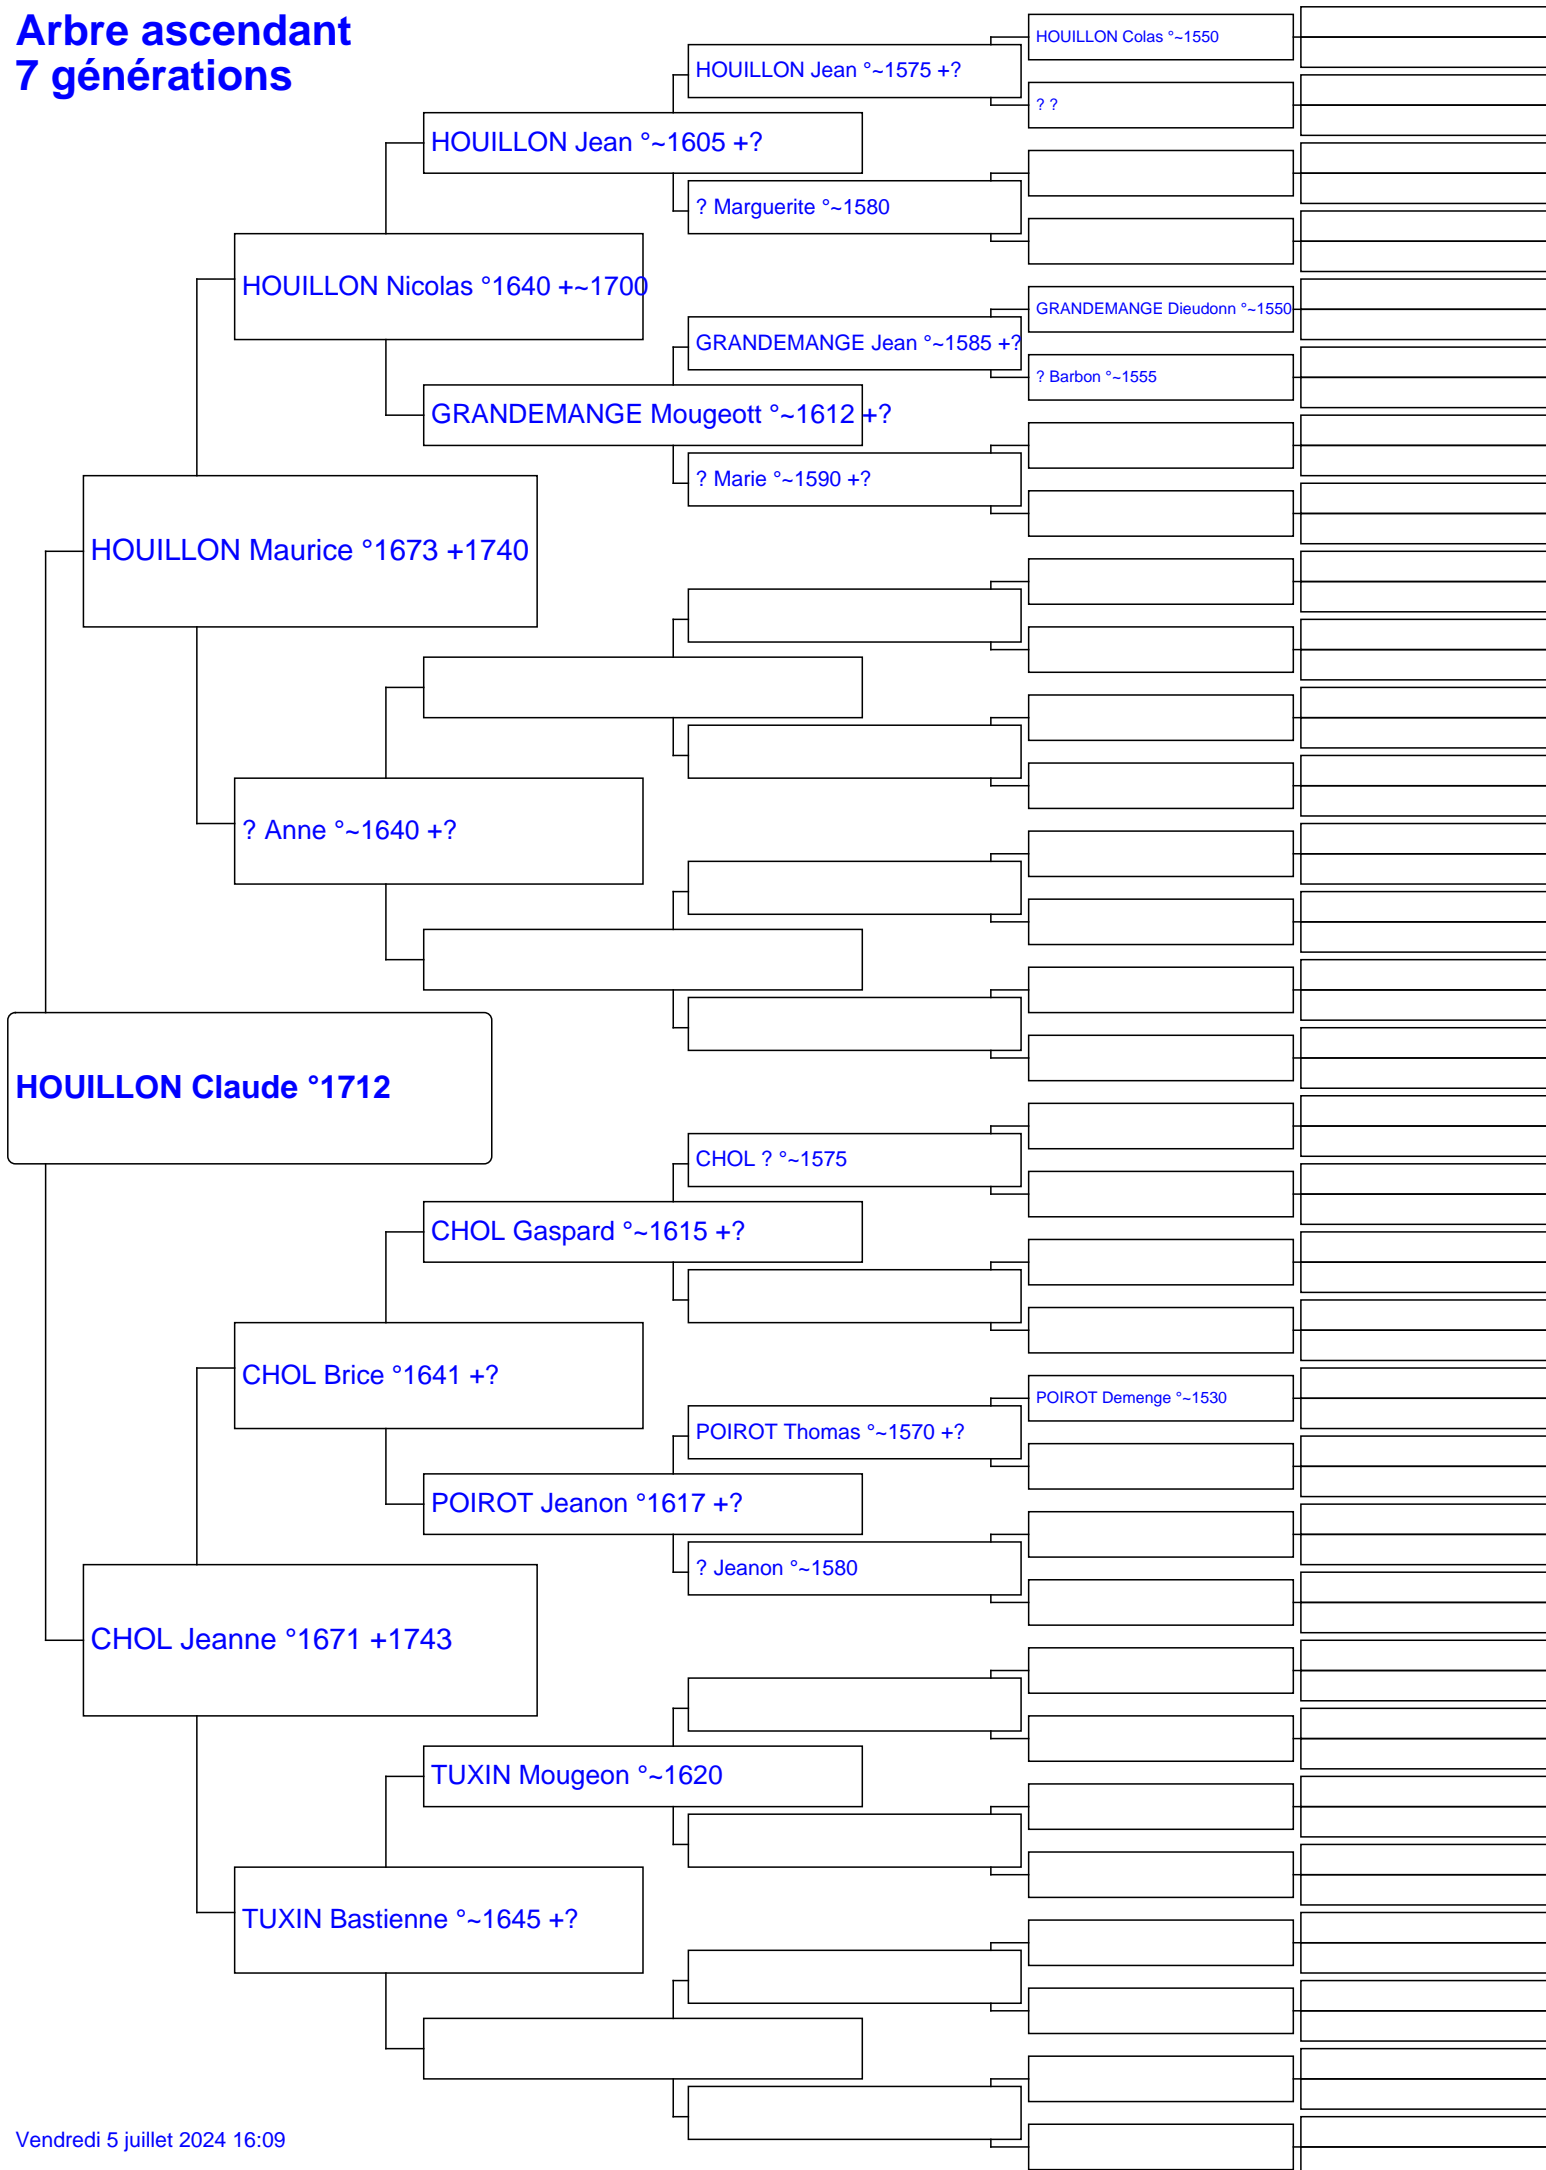 Arbre ascendant
7 générations
HOUILLON Colas °~1550
HOUILLON Jean °~1575 +?
? ?
HOUILLON Jean °~1605 +?
? Marguerite °~1580
HOUILLON Nicolas °1640 +~1700
GRANDEMANGE Dieudonn °~1550
GRANDEMANGE Jean °~1585 +?
? Barbon °~1555
GRANDEMANGE Mougeott °~1612 +?
? Marie °~1590 +?
HOUILLON Maurice °1673 +1740
? Anne °~1640 +?
HOUILLON Claude °1712
CHOL ? °~1575
CHOL Gaspard °~1615 +?
CHOL Brice °1641 +?
POIROT Demenge °~1530
POIROT Thomas °~1570 +?
POIROT Jeanon °1617 +?
? Jeanon °~1580
CHOL Jeanne °1671 +1743
TUXIN Mougeon °~1620
TUXIN Bastienne °~1645 +?
Vendredi 5 juillet 2024 16:09